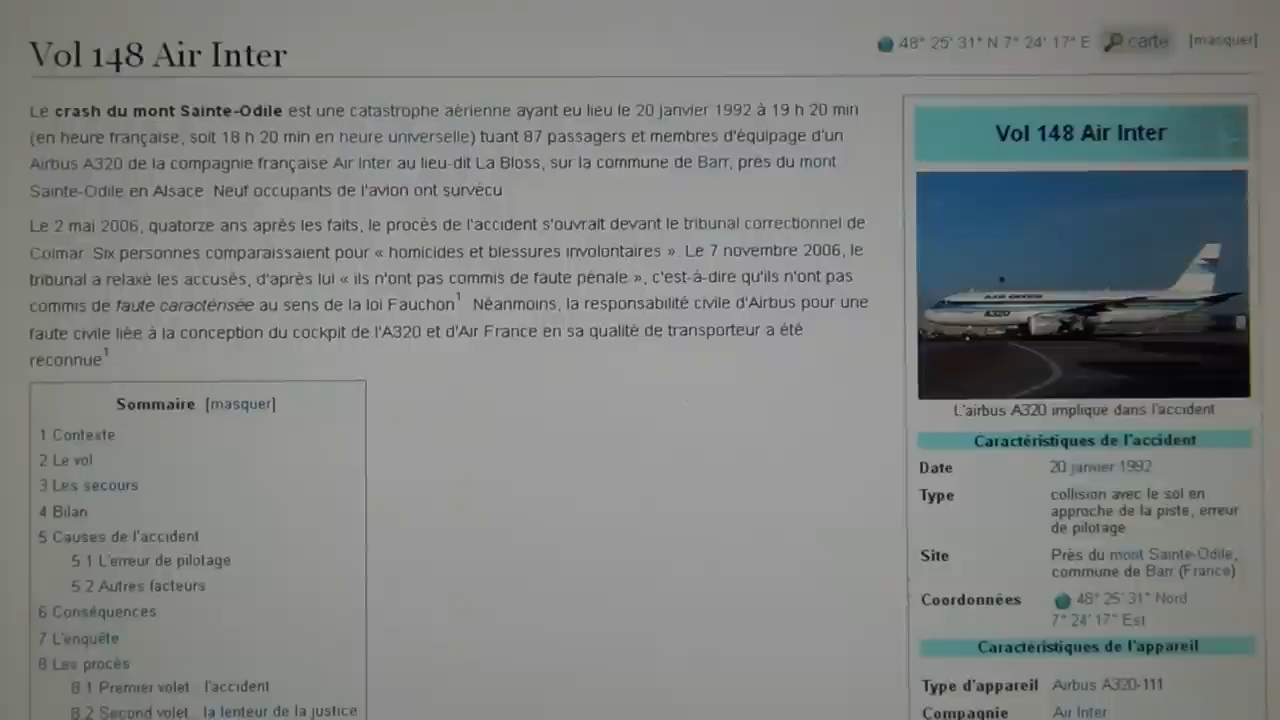 Vol 148 Air Inter
48° 25' 31" N 7° 24' 17" E carte [masquer]
Le crash du mont Sainte-Odile est une catastrophe aérienne ayant eu lieu le 20 janvier 1992 à 19 h 20 min
(en heure française, soit 18 h 20 min en heure universelle) tuant 87 passagers et membres d'équipage d'un
Airbus A320 de la compagnie française Air Inter au lieu-dit La Bloss, sur la commune de Barr, près du mont
Sainte-Odile en Alsace. Neuf occupants de l'avion ont survécu
Le 2 mai 2006, quatorze ans après les faits, le procès de l'accident s'ouvrait devant le tribunal correctionnel de
Colmar. Six personnes comparaissaient pour « homicides et blessures involontaires ». Le 7 novembre 2006, le
tribunal a relaxé les accusés, d'après lui « ils n'ont pas commis de faute pénale », c'est-à-dire qu'ils n'ont pas
commis de faute caractérisée au sens de la loi Fauchon1. Néanmoins, la responsabilité civile d'Airbus pour une
faute civile liée à la conception du cockpit de l'A320 et d'Air France en sa qualité de transporteur a été
reconnue1.
Sommaire [masquer]
1 Contexte
2 Le vol
3 Les secours
4 Bilan
5 Causes de l'accident
5.1 L'erreur de pilotage
5.2 Autres facteurs
6 Conséquences
7 L'enquête
8 Les procès
8.1 Premier volet : l'accident
8.2 Second volet : la lenteur de la justice
Vol 148 Air Inter
AIR INTER
A320
L'airbus A320 impliqué dans l'accident
Caractéristiques de l'accident
Date 20 janvier 1992
Type collision avec le sol en
approche de la piste, erreur
de pilotage
Site Près du mont Sainte-Odile,
commune de Barr (France)
Coordonnées 48° 25' 31" Nord
7° 24' 17" Est
Caractéristiques de l'appareil
Type d'appareil Airbus A320-111
Compagnie Air Inter